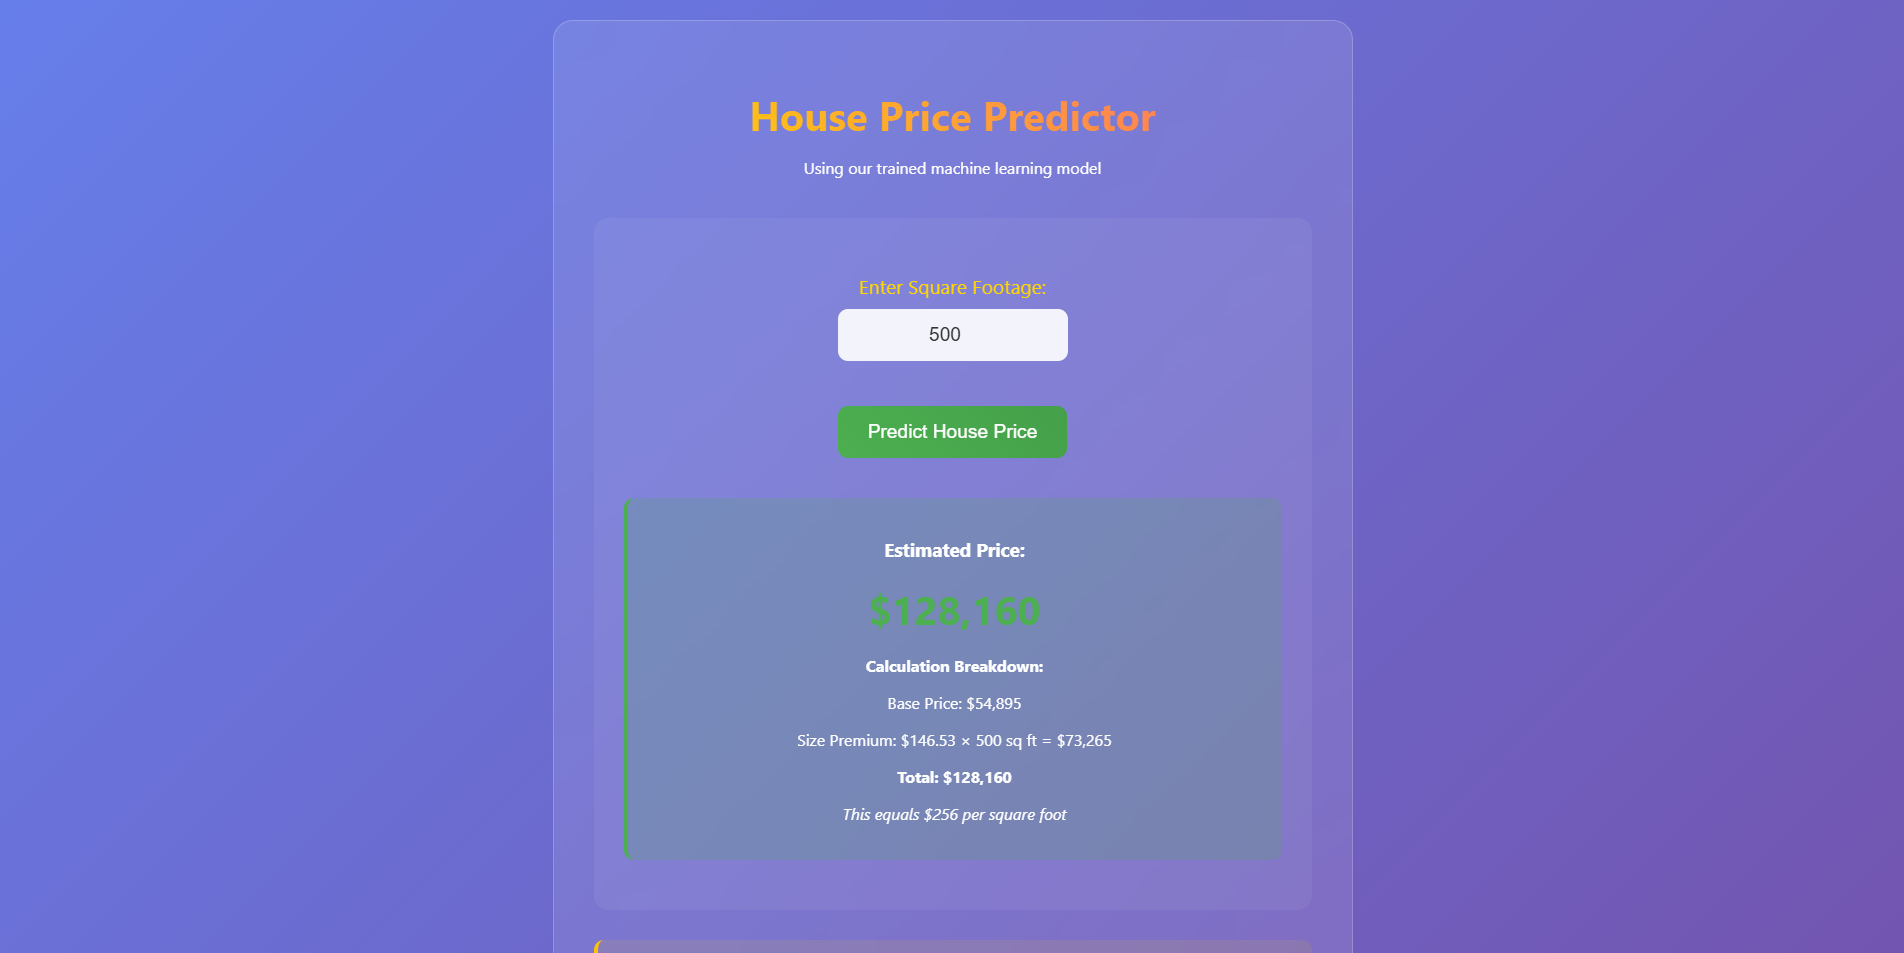 House Price Predictor
Using our trained machine learning model
Enter Square Footage:
500
Predict House Price
Estimated Price:
$128,160
Calculation Breakdown:
Base Price: $54,895
Size Premium: $146.53 × 500 sq ft = $73,265
Total: $128,160
This equals $256 per square foot